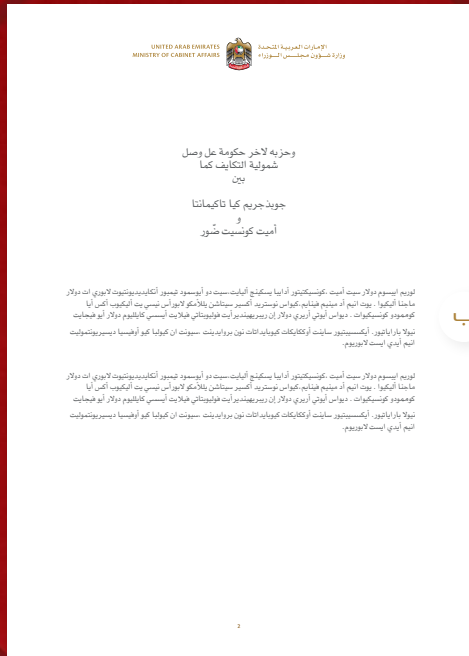 UNITED ARAB EMIRATES
MINISTRY OF CABINET AFFAIRS
الإمارات العربية المتحدة
وزارة شـؤون مجلـس الـوزراء
وحزبه لاخر حكومة عل وصل
شمولية التكايف كما
بين
جويذجريم كيا تاكيمانتا
و
أميت كونسيت ضّور
لوريم ايبسوم دولار سيت أميت ،كونسيكتيتور أدايبا يسكينج أليايت،سيت دو أيوسمود تيمبور أنكايديديونتيوت لابوري ات دولار
ماجنا أليكيوا . يوت انيم أد مينيم فينايم،كيواس نوستريد أكسير سيتاشن يللأمكو لابورأس نيسي يت أليكيوب أكس أيا
كوممودو كونسيكيوات . ديواس أيوتي أريري دولار إن ريبريهينديرأيت فوليوبتاتي فيلايت أيسسي كايلليوم دولار أيو فيجايت
نيولا باراياتيور. أيكسسيبتيور ساينت أوككايكات كيوبايداتات نون بروايدينت ،سيونت ان كيولبا كيو أوفيسيا ديسيريونتموليت
انيم أيدي ايست لابوريوم.
لوريم ايبسوم دولار سيت أميت ،كونسيكتيتور أدايبا يسكينج أليايت،سيت دو أيوسمود تيمبور أنكايديديونتيوت لابوري ات دولار
ماجنا أليكيوا . يوت انيم أد مينيم فينايم،كيواس نوستريد أكسير سيتاشن يللأمكو لابورأس نيسي يت أليكيوب أكس أيا
كوممودو كونسيكيوات . ديواس أيوتي أريري دولار إن ريبريهينديرأيت فوليوبتاتي فيلايت أيسسي كايلليوم دولار أيو فيجايت
نيولا باراياتيور. أيكسسيبتيور ساينت أوككايكات كيوبايداتات نون بروايدينت ،سيونت ان كيولبا كيو أوفيسيا ديسيريونتموليت
انيم أيدي ايست لابوريوم.
2